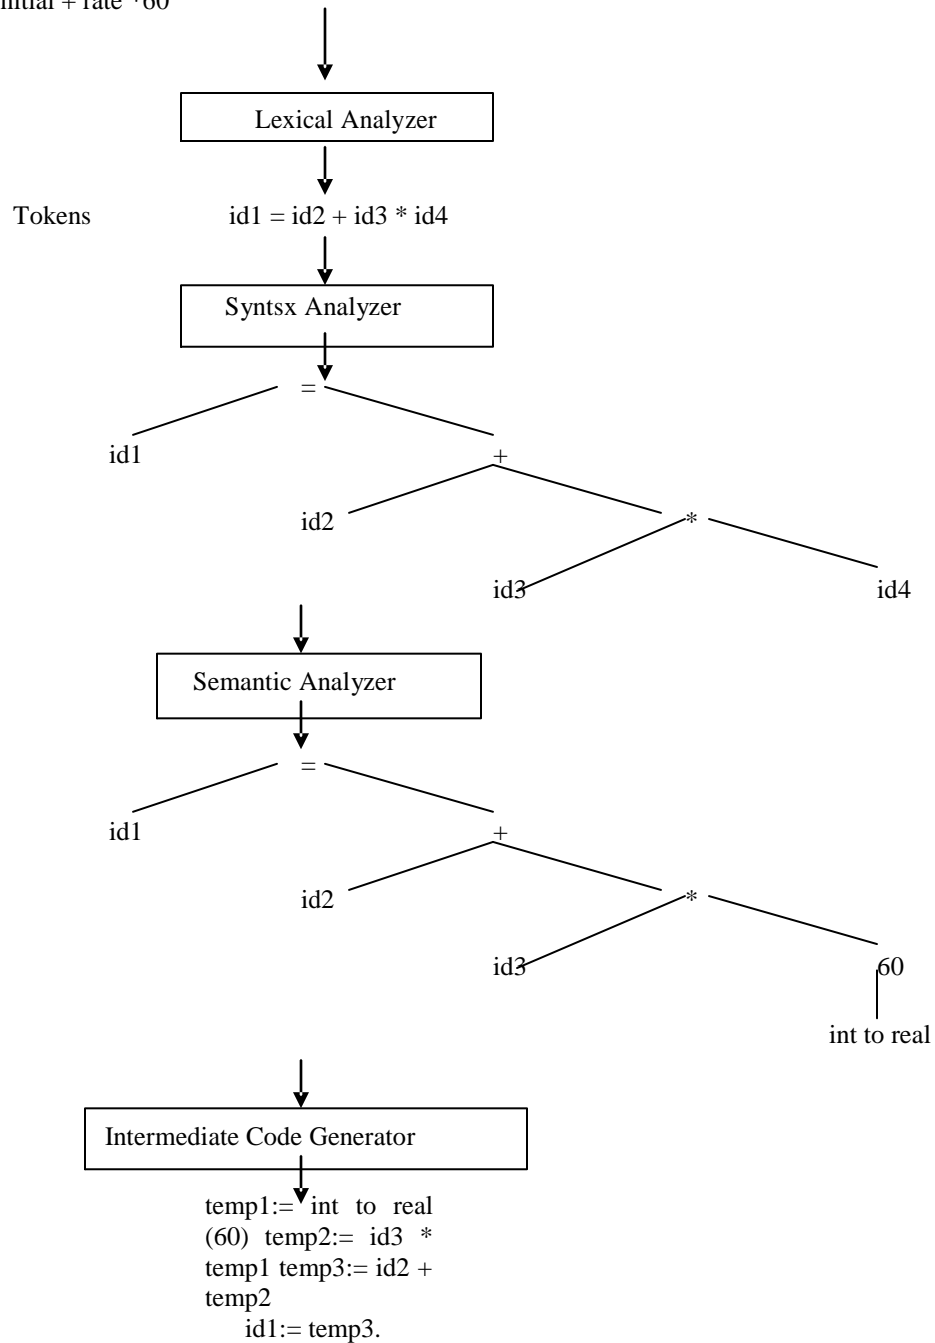 + rate *60
Lexical Analyzer
Tokens id1 = id2 + id3 * id4
Syntsx Analyzer
=
id1
+
id2
*
id3 id4
Semantic Analyzer
=
id1
+
id2
*
id3 60
int to real
Intermediate Code Generator
temp1:= int to real
(60) temp2:= id3 *
temp1 temp3:= id2 +
temp2
id1:= temp3.